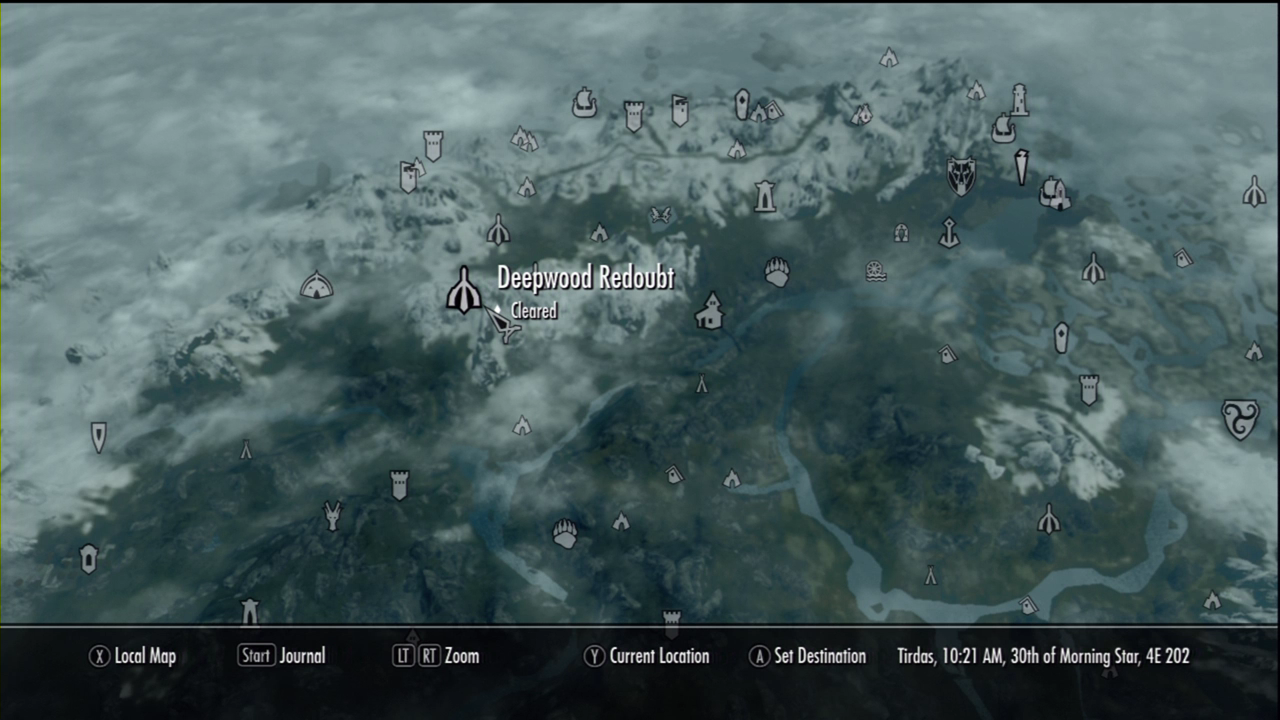 Deepwood Redoubt
Cleared
X Local Map
Start Journal
LT RT Zoom
Y Current Location
A Set Destination
Tirdas, 10:21 AM, 30th of Morning Star, 4E 202